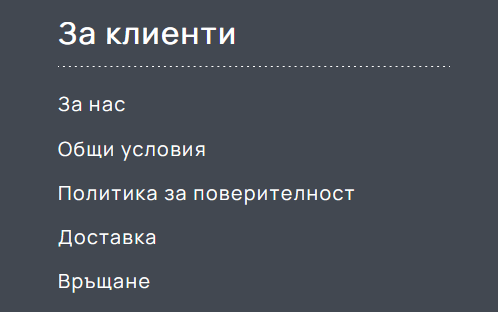 За клиенти
За нас
Общи условия
Политика за поверителност
Доставка
Връщане